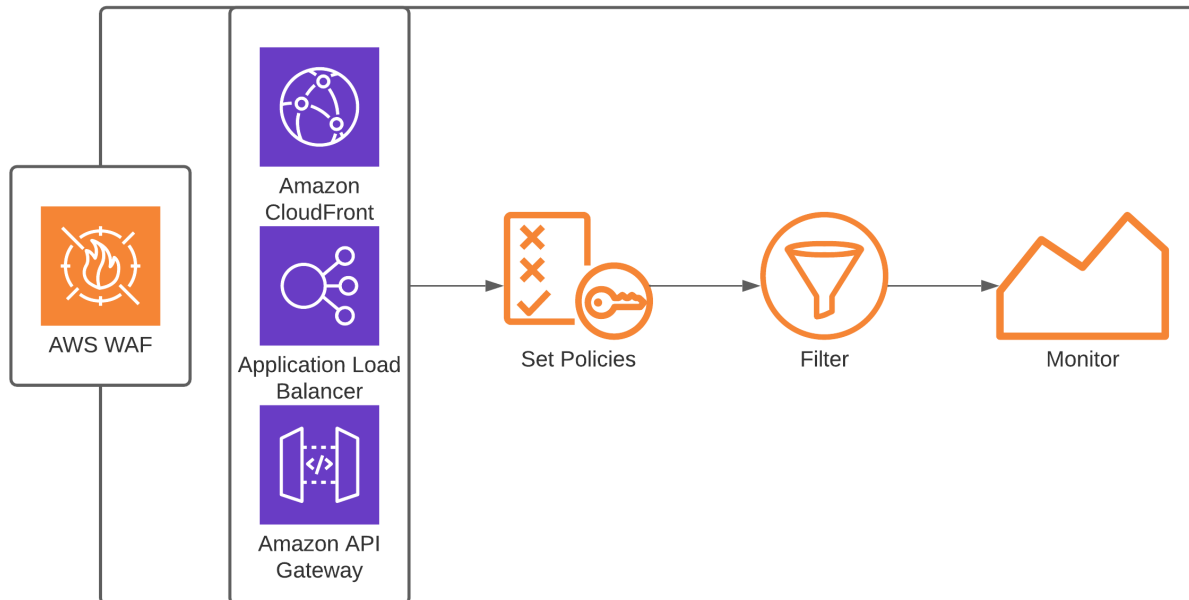 AWS WAF
Amazon
CloudFront
Application Load
Balancer
</>
Amazon API
Gateway
Set Policies
Filter
Monitor